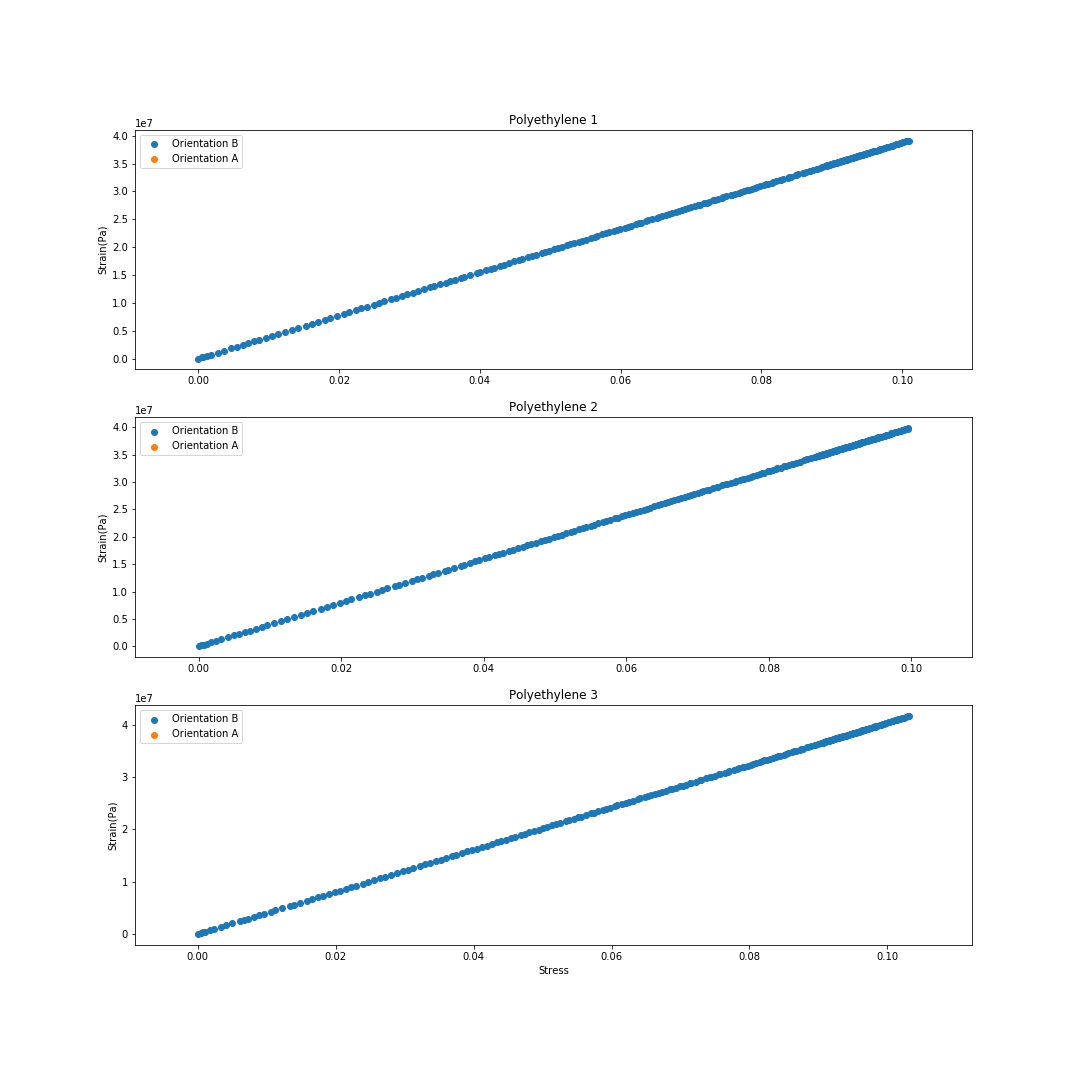 Polyethylene 1
1e7
Orientation B
Orientation A
4.0
3.5
3.0
2.5
2.0
1.5
1.0
0.5
0.0
Strain(Pa)
0.00 0.02 0.04 0.06 0.08 0.10
Polyethylene 2
1e7
Orientation B
Orientation A
4.0
3.5
3.0
2.5
2.0
1.5
1.0
0.5
0.0
Strain(Pa)
0.00 0.02 0.04 0.06 0.08 0.10
Polyethylene 3
1e7
Orientation B
Orientation A
4
3
2
1
0
Strain(Pa)
0.00 0.02 0.04 0.06 0.08 0.10
Stress